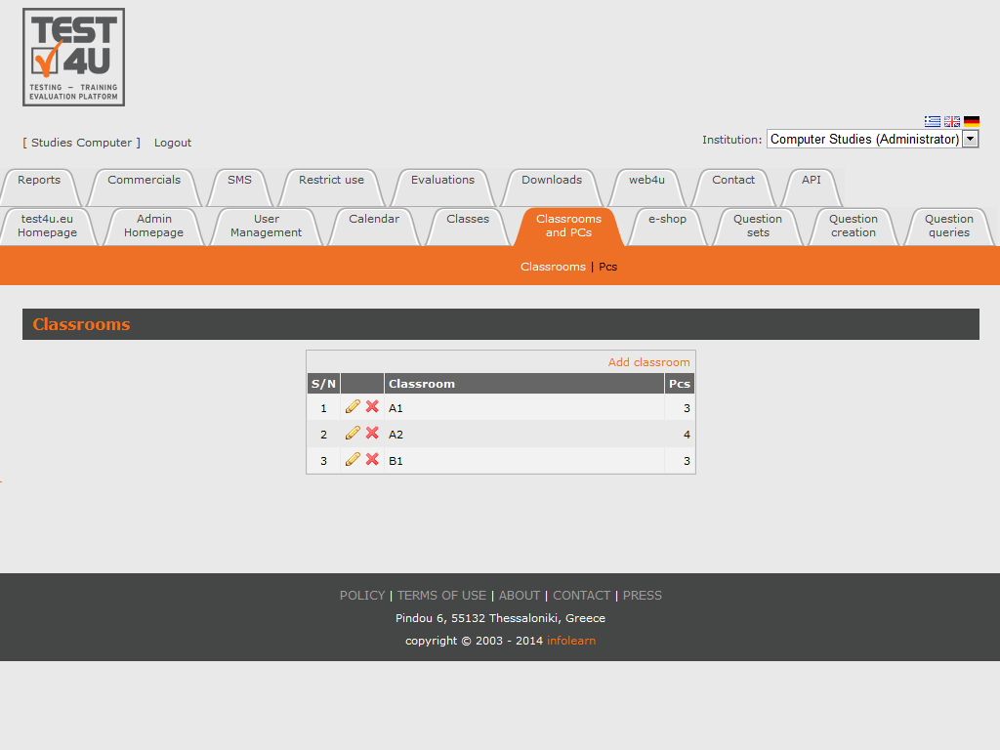 TEST
4U
TESTING – TRAINING
EVALUATION PLATFORM
[ Studies Computer ] Logout
Institution: Computer Studies (Administrator)
Reports Commercials SMS Restrict use Evaluations Downloads web4u Contact API
test4u.eu Homepage Admin Homepage User Management Calendar Classes Classrooms and PCs e-shop Question sets Question creation Question queries
Classrooms | Pcs
Classrooms
Add classroom
S/N Classroom Pcs
1 A1 3
2 A2 4
3 B1 3
POLICY | TERMS OF USE | ABOUT | CONTACT | PRESS
Pindou 6, 55132 Thessaloniki, Greece
copyright © 2003 - 2014 infolearn